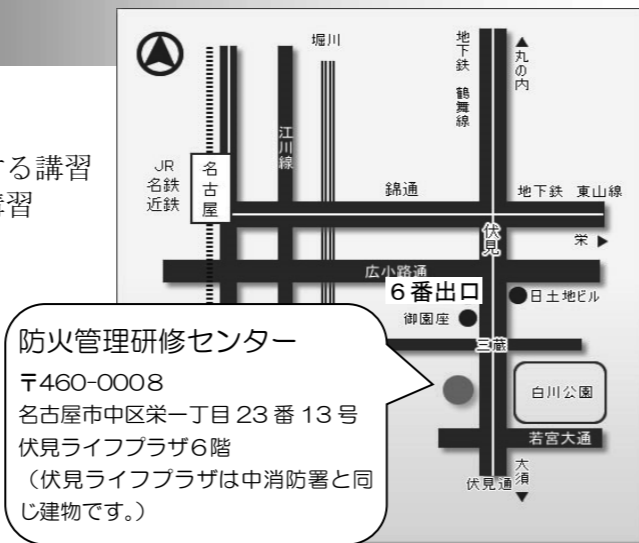 する講習
講習
堀川
地下鉄 鶴舞線
▲丸の内
江川線
JR
名鉄
近鉄
名古屋
錦通
地下鉄 東山線
伏見
栄 ▶
広小路通
6番出口
日土地ビル
御園座
三蔵
白川公園
若宮大通
伏見通
大須▼
防火管理研修センター
〒460-0008
名古屋市中区栄一丁目 23 番 13 号
伏見ライフプラザ6階
（伏見ライフプラザは中消防署と同
じ建物です。）